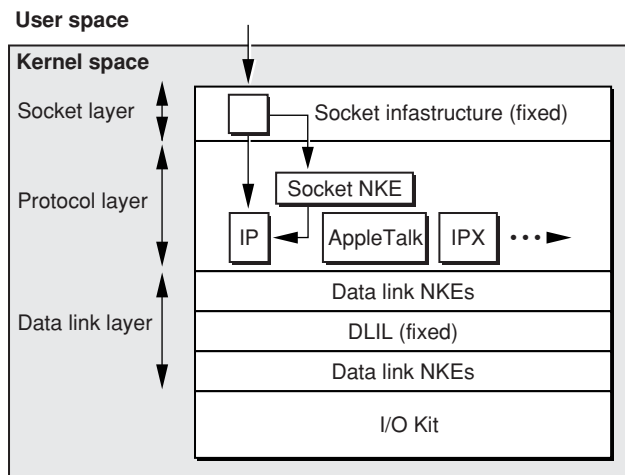 User space
Kernel space
Socket layer
Socket infastructure (fixed)
Protocol layer
Socket NKE
IP
AppleTalk
IPX
Data link layer
Data link NKEs
DLIL (fixed)
Data link NKEs
I/O Kit